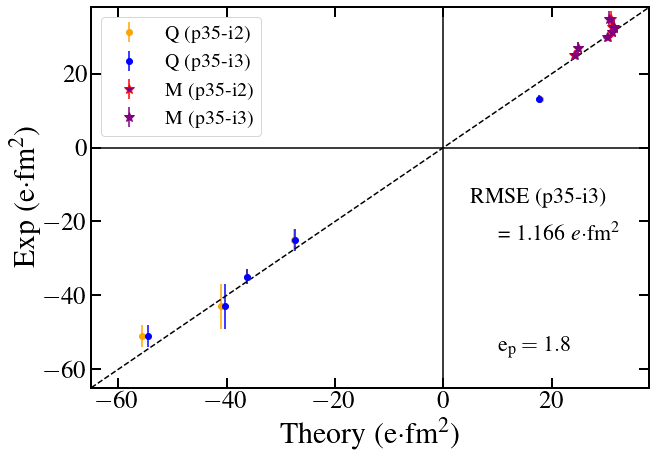 Q (p35-i2)
Q (p35-i3)
M (p35-i2)
M (p35-i3)
20
0
−20
−40
−60
Exp (e·fm²)
RMSE (p35-i3)
= 1.166 e·fm²
eₚ = 1.8
−60
−40
−20
0
20
Theory (e·fm²)